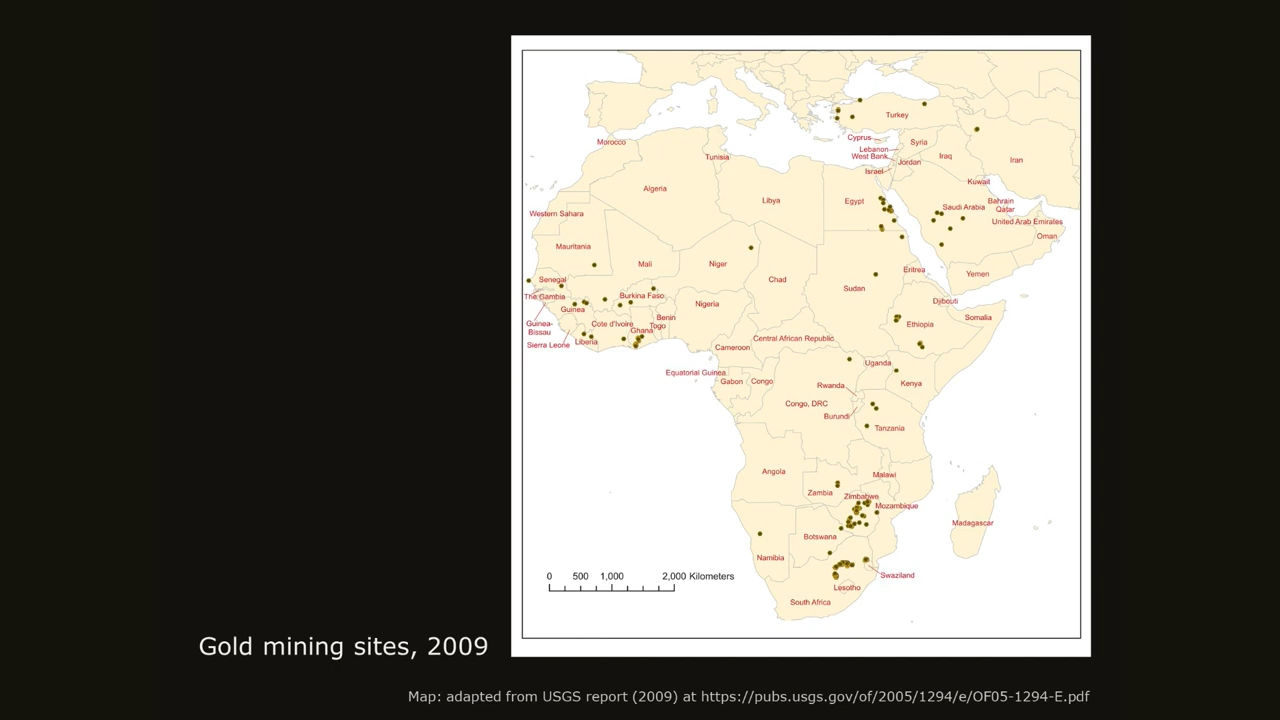 Turkey
Cyprus
Syria
Morocco
Lebanon
West Bank
Tunisia
Iraq
Iran
Jordan
Israel
Kuwait
Algeria
Libya
Egypt
Bahrain
Saudi Arabia
Qatar
Western Sahara
United Arab Emirates
Oman
Mauritania
Mali
Niger
Eritrea
Yemen
Senegal
Chad
Sudan
The Gambia
Burkina Faso
Djibouti
Nigeria
Guinea
Somalia
Benin
Guinea-
Bissau
Cote d'Ivoire
Togo
Ghana
Ethiopia
Sierra Leone
Liberia
Central African Republic
Cameroon
Uganda
Equatorial Guinea
Gabon
Congo
Rwanda
Kenya
Congo, DRC
Burundi
Tanzania
Angola
Malawi
Zambia
Zimbabwe
Mozambique
Madagascar
Botswana
Namibia
Swaziland
Lesotho
South Africa
0 500 1,000 2,000 Kilometers
Gold mining sites, 2009
Map: adapted from USGS report (2009) at https://pubs.usgs.gov/of/2005/1294/e/OF05-1294-E.pdf